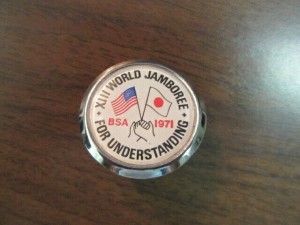 XIII WORLD JAMBOREE
BSA 1971
FOR UNDERSTANDING